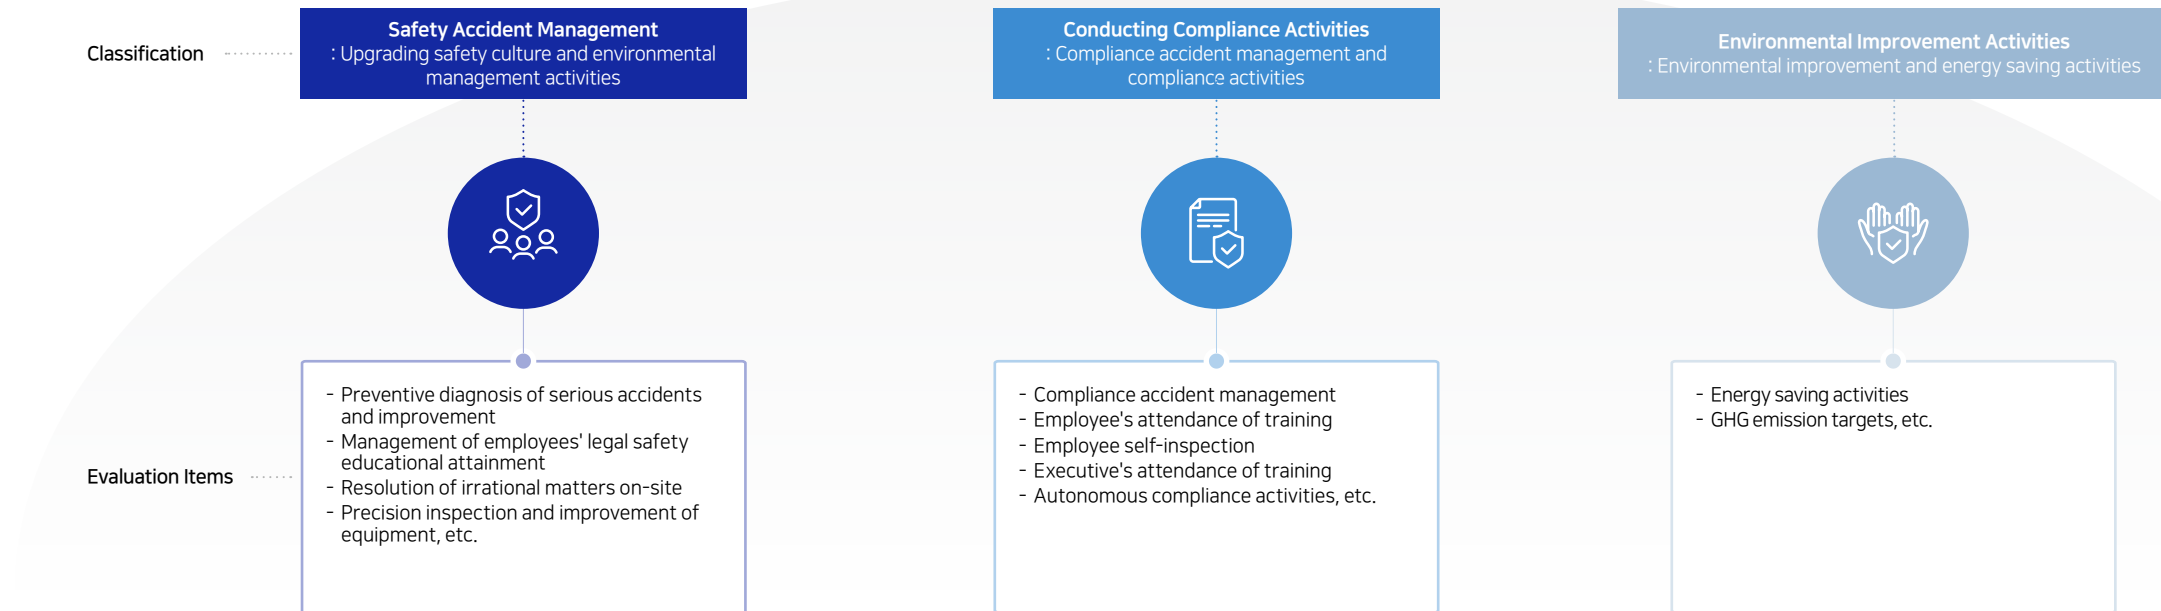 Classification
Safety Accident Management
: Upgrading safety culture and environmental
management activities
Conducting Compliance Activities
: Compliance accident management and
compliance activities
Environmental Improvement Activities
: Environmental improvement and energy saving activities
Evaluation Items
- Preventive diagnosis of serious accidents
and improvement
- Management of employees' legal safety
educational attainment
- Resolution of irrational matters on-site
- Precision inspection and improvement of
equipment, etc.
- Compliance accident management
- Employee's attendance of training
- Employee self-inspection
- Executive's attendance of training
- Autonomous compliance activities, etc.
- Energy saving activities
- GHG emission targets, etc.